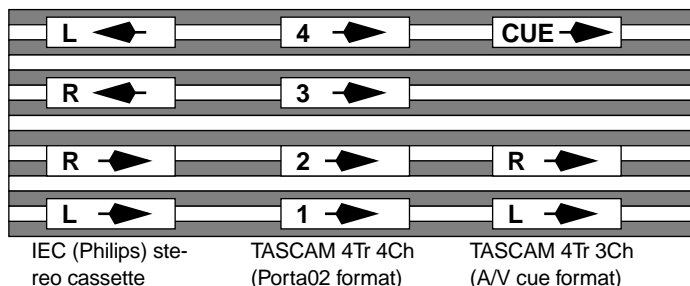 L 4 CUE
R 3
R 2 R
L 1 L
IEC (Philips) ste-
reo cassette
TASCAM 4Tr 4Ch
(Porta02 format)
TASCAM 4Tr 3Ch
(A/V cue format)